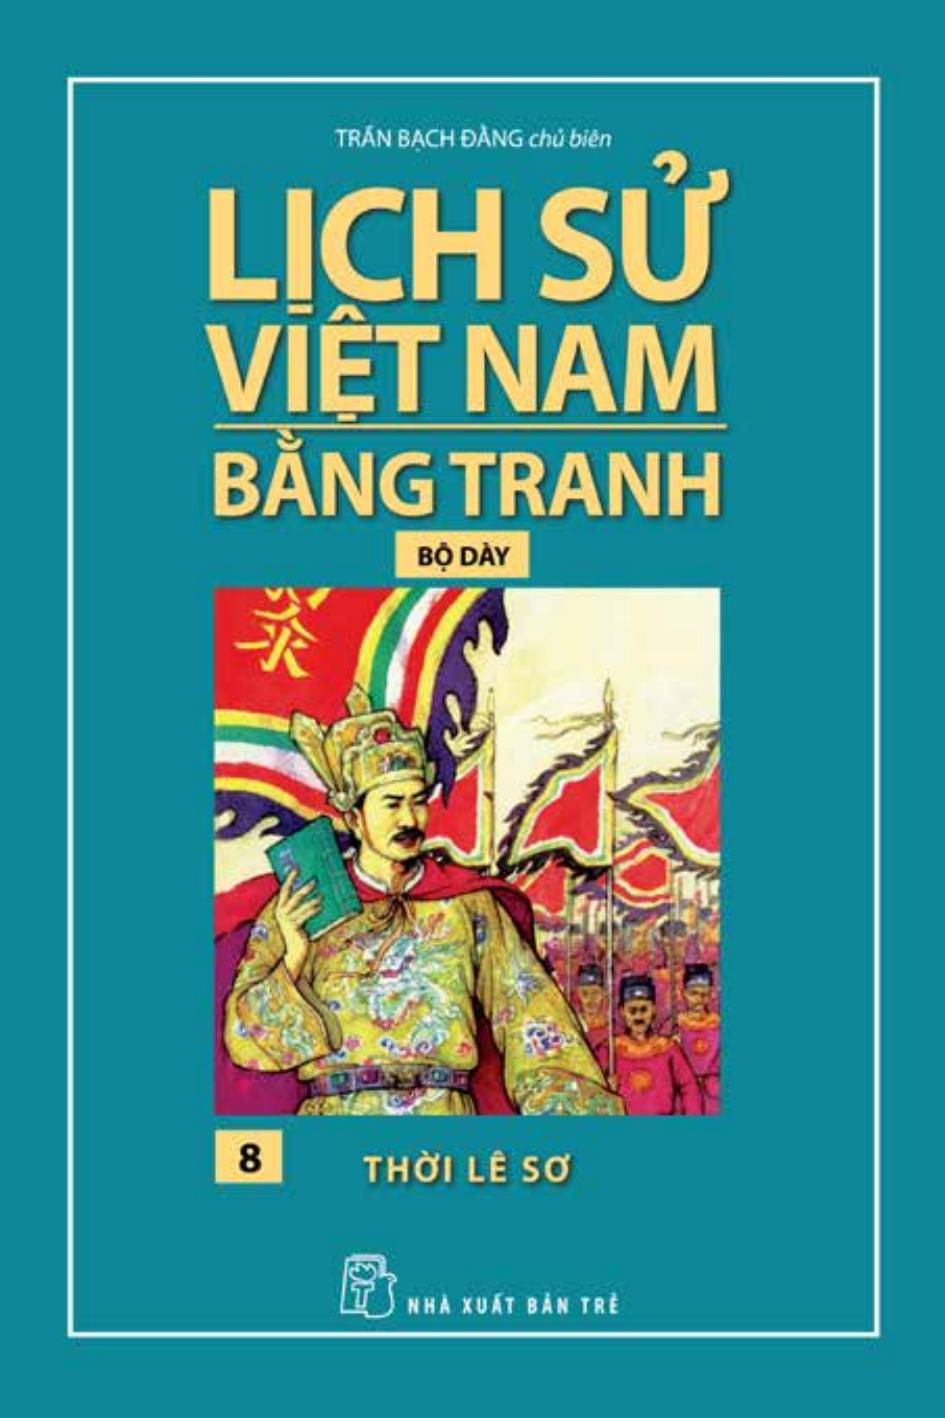 TRẦN BẠCH ĐẰNG chủ biên
LỊCH SỬ
VIỆT NAM
BẰNG TRANH
BỘ DÀY
8
THỜI LÊ SƠ
NHÀ XUẤT BẢN TRẺ